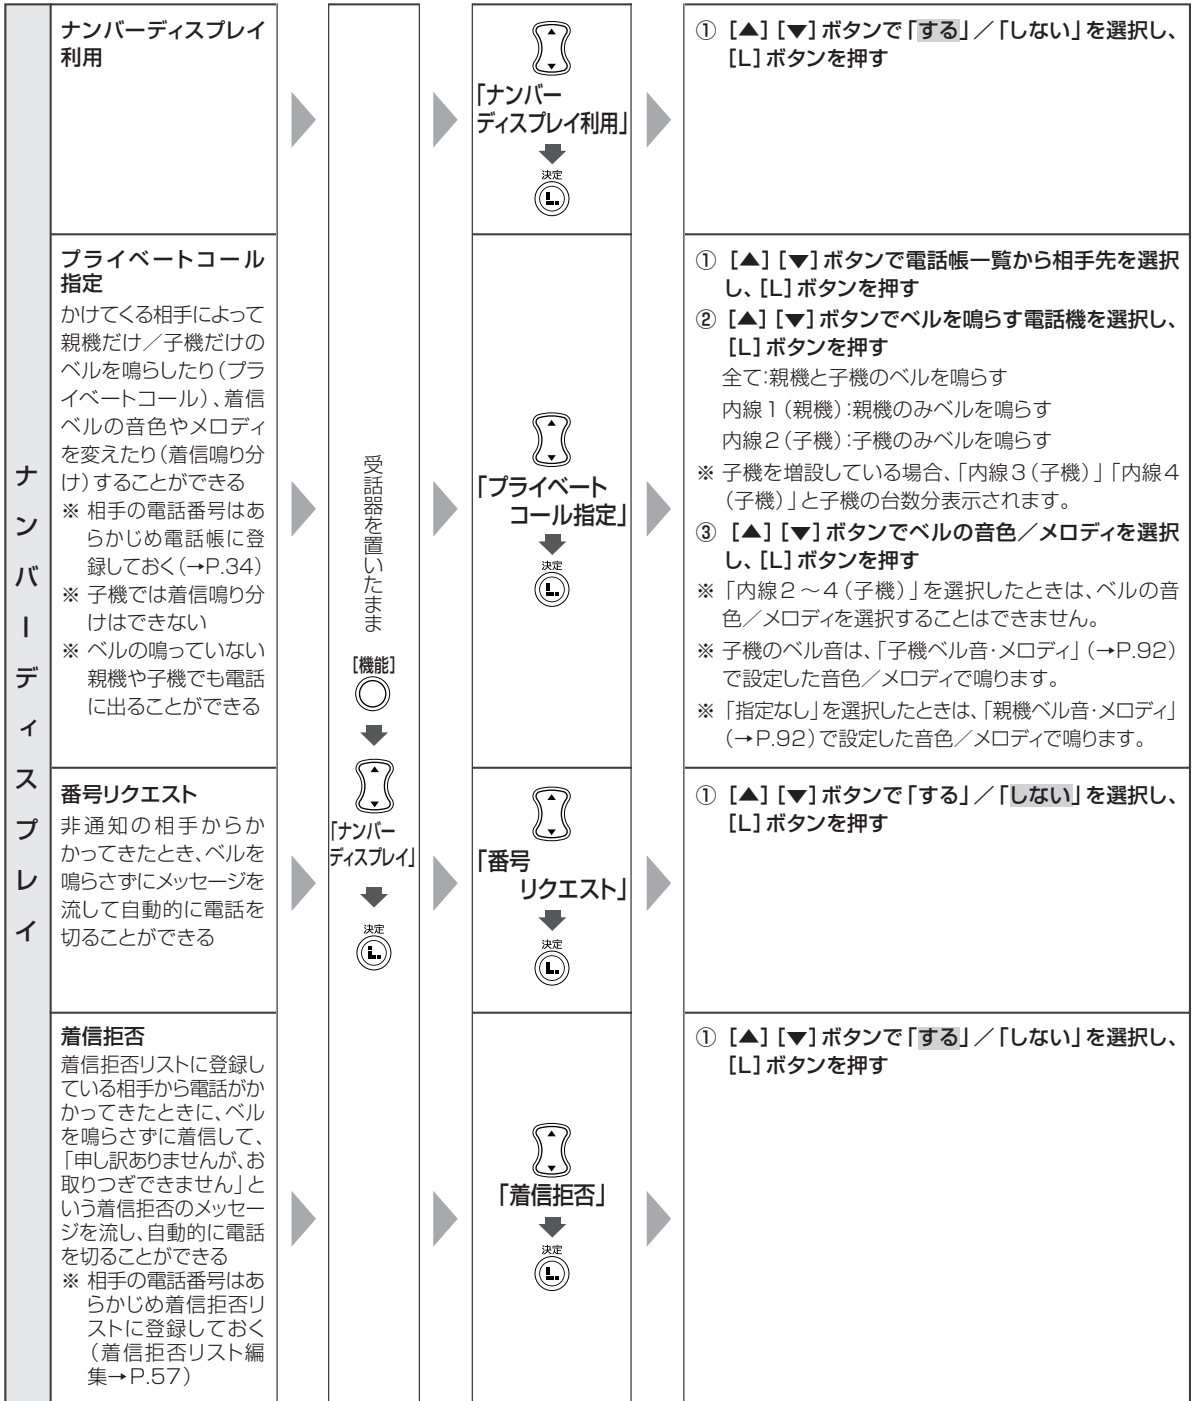 ナンバーディスプレイ
ナンバーディスプレイ
利用
受話器を置いたまま
[機能]
「ナンバー
ディスプレイ」
決定
「ナンバー
ディスプレイ利用」
決定
① [▲][▼]ボタンで「する」／「しない」を選択し、
[L]ボタンを押す
プライベートコール
指定
かけてくる相手によって
親機だけ／子機だけの
ベルを鳴らしたり（プラ
イベートコール）、着信
ベルの音色やメロディ
を変えたり（着信鳴り分
け）することができる
※ 相手の電話番号はあ
らかじめ電話帳に登
録しておく（→P.34）
※ 子機では着信鳴り分
けはできない
※ ベルの鳴っていない
親機や子機でも電話
に出ることができる
「プライベート
コール指定」
決定
① [▲][▼]ボタンで電話帳一覧から相手先を選択
し、[L]ボタンを押す
② [▲][▼]ボタンでベルを鳴らす電話機を選択し、
[L]ボタンを押す
全て：親機と子機のベルを鳴らす
内線１（親機）：親機のみベルを鳴らす
内線２（子機）：子機のみベルを鳴らす
※ 子機を増設している場合、「内線３（子機）」「内線４
（子機）」と子機の台数分表示されます。
③ [▲][▼]ボタンでベルの音色／メロディを選択
し、[L]ボタンを押す
※ 「内線２～４（子機）」を選択したときは、ベルの音
色／メロディを選択することはできません。
※ 子機のベル音は、「子機ベル音・メロディ」（→P.92）
で設定した音色／メロディで鳴ります。
※ 「指定なし」を選択したときは、「親機ベル音・メロディ」
（→P.92）で設定した音色／メロディで鳴ります。
番号リクエスト
非通知の相手からか
かってきたとき、ベルを
鳴らさずにメッセージを
流して自動的に電話を
切ることができる
「番号
リクエスト」
決定
① [▲][▼]ボタンで「する」／「しない」を選択し、
[L]ボタンを押す
着信拒否
着信拒否リストに登録し
ている相手から電話がか
かってきたときに、ベル
を鳴らさずに着信して、
「申し訳ありませんが、お
取りつぎできません」と
いう着信拒否のメッセー
ジを流し、自動的に電話
を切ることができる
※ 相手の電話番号はあ
らかじめ着信拒否リ
ストに登録しておく
（着信拒否リスト編
集→P.57）
「着信拒否」
決定
① [▲][▼]ボタンで「する」／「しない」を選択し、
[L]ボタンを押す